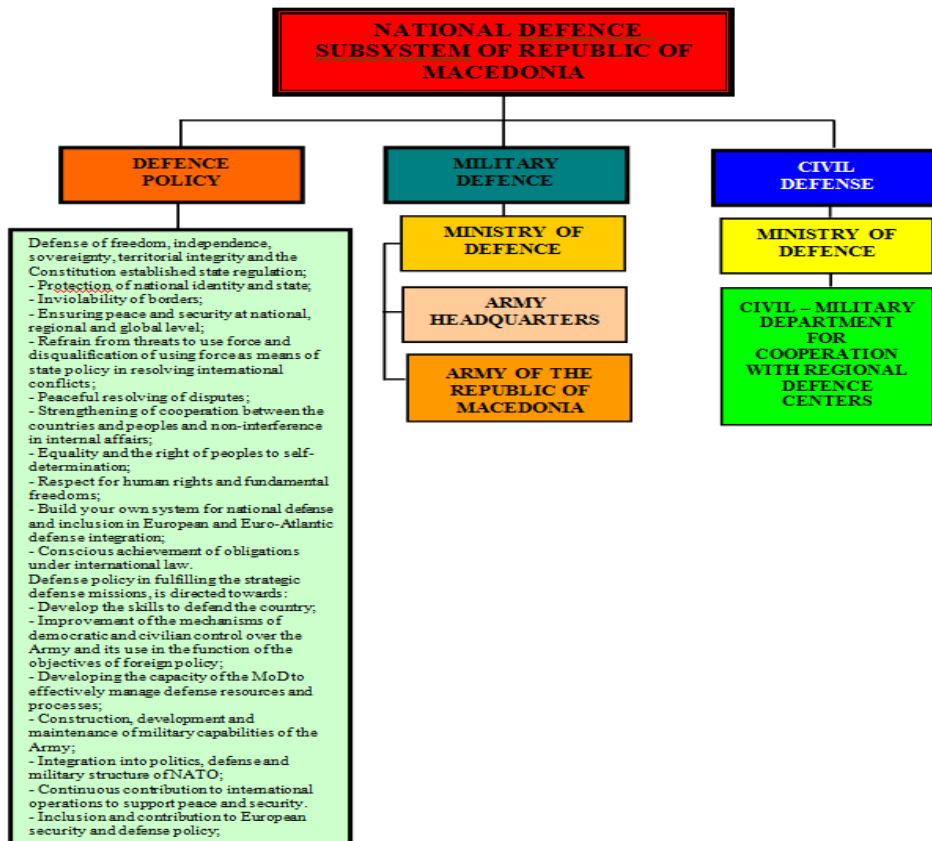 NATIONAL DEFENCE
SUBSYSTEM OF REPUBLIC OF
MACEDONIA
DEFENCE
POLICY
Defense of freedom, independence,
sovereignty, territorial integrity and the
Constitution established state regulation;
- Protection of national identity and state;
- Inviolability of borders;
- Ensuring peace and security at national,
regional and global level;
- Refrain from threats to use force and
disqualification of using force as means of
state policy in resolving international
conflicts;
- Peaceful resolving of disputes;
- Strengthening of cooperation between the
countries and peoples and non-interference
in internal affairs;
- Equality and the right of peoples to self-
determination;
- Respect for human rights and fundamental
freedoms;
- Build your own system for national defense
and inclusion in European and Euro-Atlantic
defense integration;
- Conscious achievement of obligations
under international law.
Defense policy in fulfilling the strategic
defense missions, is directed towards:
- Develop the skills to defend the country;
- Improvement of the mechanisms of
democratic and civilian control over the
Army and its use in the function of the
objectives of foreign policy;
- Developing the capacity of the MoD to
effectively manage defense resources and
processes;
- Construction, development and
maintenance of military capabilities of the
Army;
- Integration into politics, defense and
military structure of NATO;
- Continuous contribution to international
operations to support peace and security.
- Inclusion and contribution to European
security and defense policy;
MILITARY
DEFENCE
MINISTRY OF
DEFENCE
ARMY
HEADQUARTERS
ARMY OF THE
REPUBLIC OF
MACEDONIA
CIVIL
DEFENSE
MINISTRY OF
DEFENCE
CIVIL – MILITARY
DEPARTMENT
FOR
COOPERATION
WITH REGIONAL
DEFENCE
CENTERS